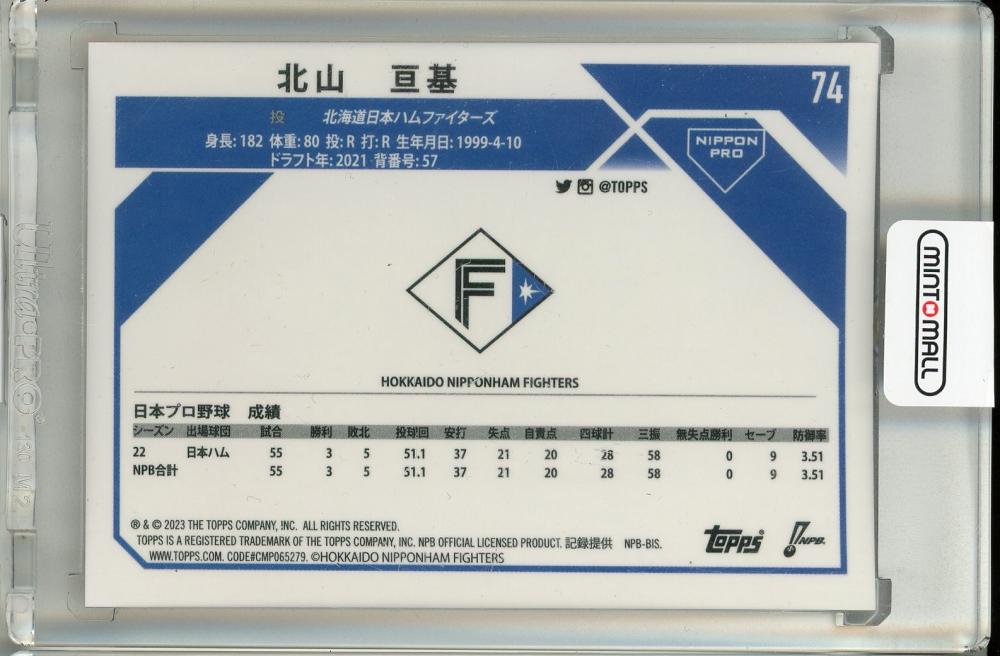 北山　亘基
74
投　北海道日本ハムファイターズ
身長: 182 体重: 80 投: R 打: R 生年月日: 1999-4-10
ドラフト年: 2021 背番号: 57
NIPPON
PRO
@TOPPS
F
HOKKAIDO NIPPONHAM FIGHTERS
日本プロ野球　成績
シーズン 出場球団 試合 勝利 敗北 投球回 安打 失点 自責点 四球計 三振 無失点勝利 セーブ 防御率
22 日本ハム 55 3 5 51.1 37 21 20 28 58 0 9 3.51
NPB合計 55 3 5 51.1 37 21 20 28 58 0 9 3.51
® & © 2023 THE TOPPS COMPANY, INC. ALL RIGHTS RESERVED.
TOPPS IS A REGISTERED TRADEMARK OF THE TOPPS COMPANY, INC. NPB OFFICIAL LICENSED PRODUCT. 記録提供 NPB-BIS.
WWW.TOPPS.COM. CODE#CMP065279. ©HOKKAIDO NIPPONHAM FIGHTERS
Topps®
NPB
MINT MALL
Ultra PRO®